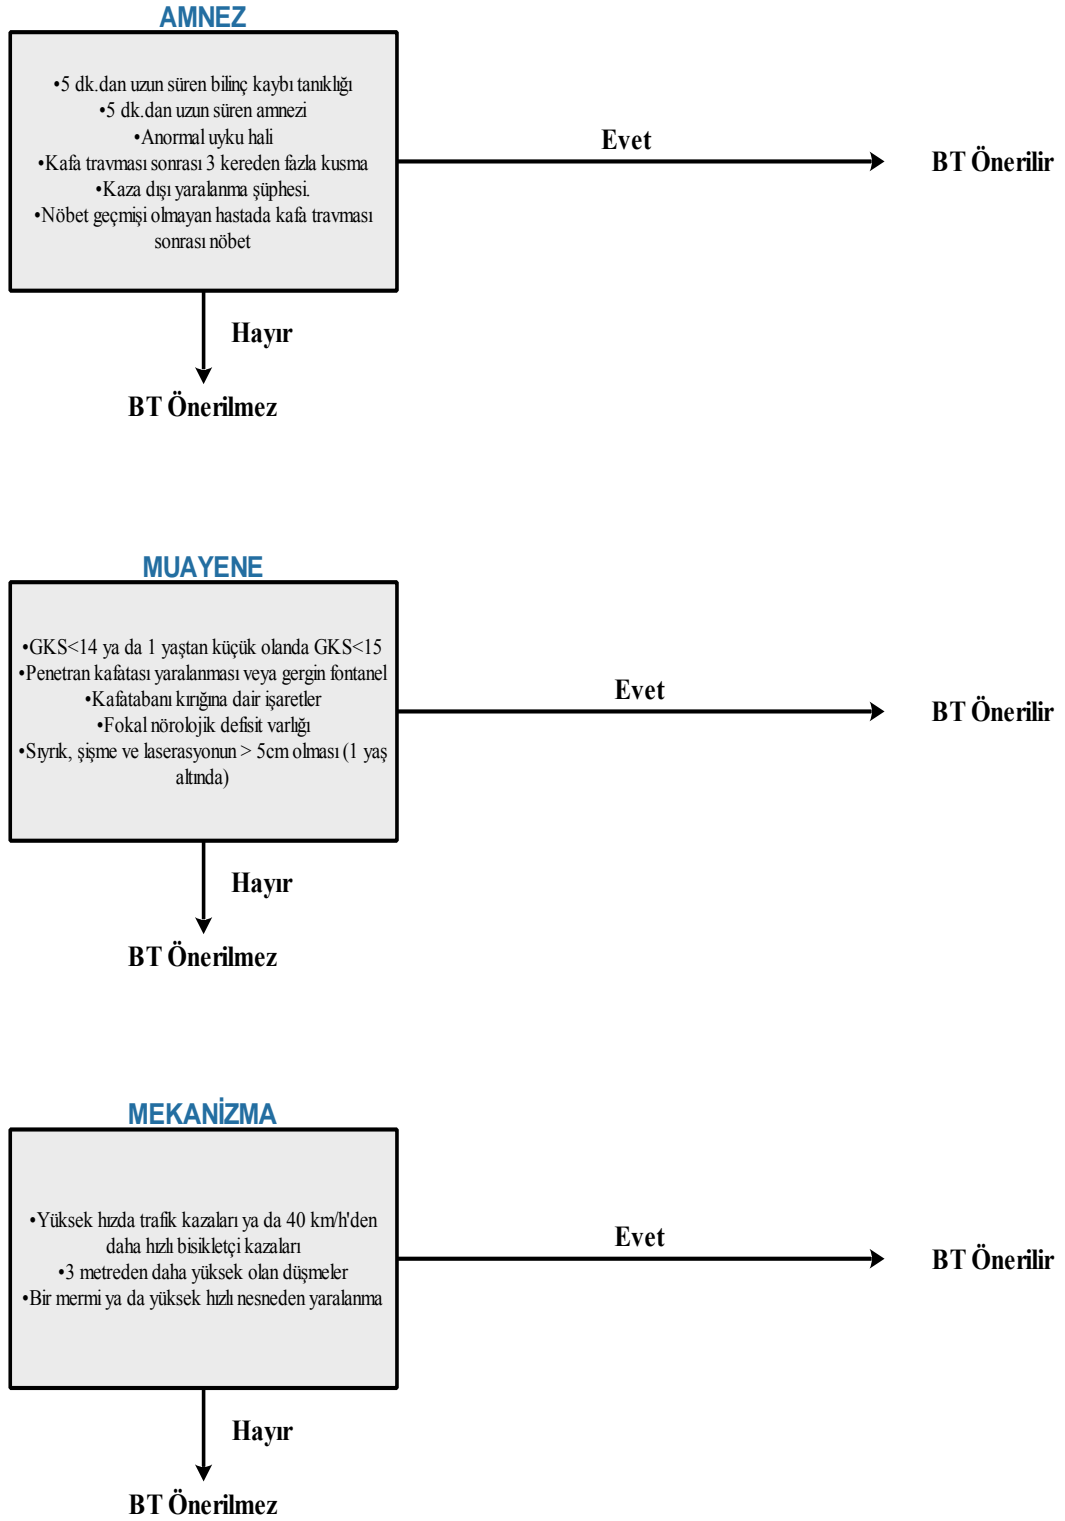 AMNEZ
•5 dk.dan uzun süren bilinç kaybı tanıklığı
•5 dk.dan uzun süren amnezi
•Anormal uyku hali
•Kafa travması sonrası 3 kereden fazla kusma
•Kaza dışı yaralanma şüphesi.
•Nöbet geçmişi olmayan hastada kafa travması
sonrası nöbet
Evet
BT Önerilir
Hayır
BT Önerilmez
MUAYENE
•GKS<14 ya da 1 yaştan küçük olanda GKS<15
•Penetran kafatası yaralanması veya gergin fontanel
•Kafatabanı kırığına dair işaretler
•Fokal nörolojik defisit varlığı
•Sıyrık, şişme ve laserasyonun > 5cm olması (1 yaş
altında)
Evet
BT Önerilir
Hayır
BT Önerilmez
MEKANİZMA
•Yüksek hızda trafik kazaları ya da 40 km/h'den
daha hızlı bisikletçi kazaları
•3 metreden daha yüksek olan düşmeler
•Bir mermi ya da yüksek hızlı nesneden yaralanma
Evet
BT Önerilir
Hayır
BT Önerilmez